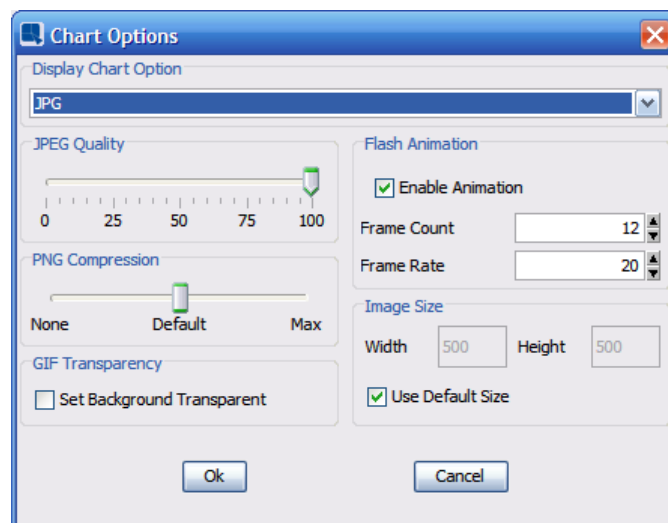 Chart Options
Display Chart Option
JPG
JPEG Quality
0 25 50 75 100
PNG Compression
None Default Max
GIF Transparency
Set Background Transparent
Flash Animation
Enable Animation
Frame Count 12
Frame Rate 20
Image Size
Width 500 Height 500
Use Default Size
Ok Cancel